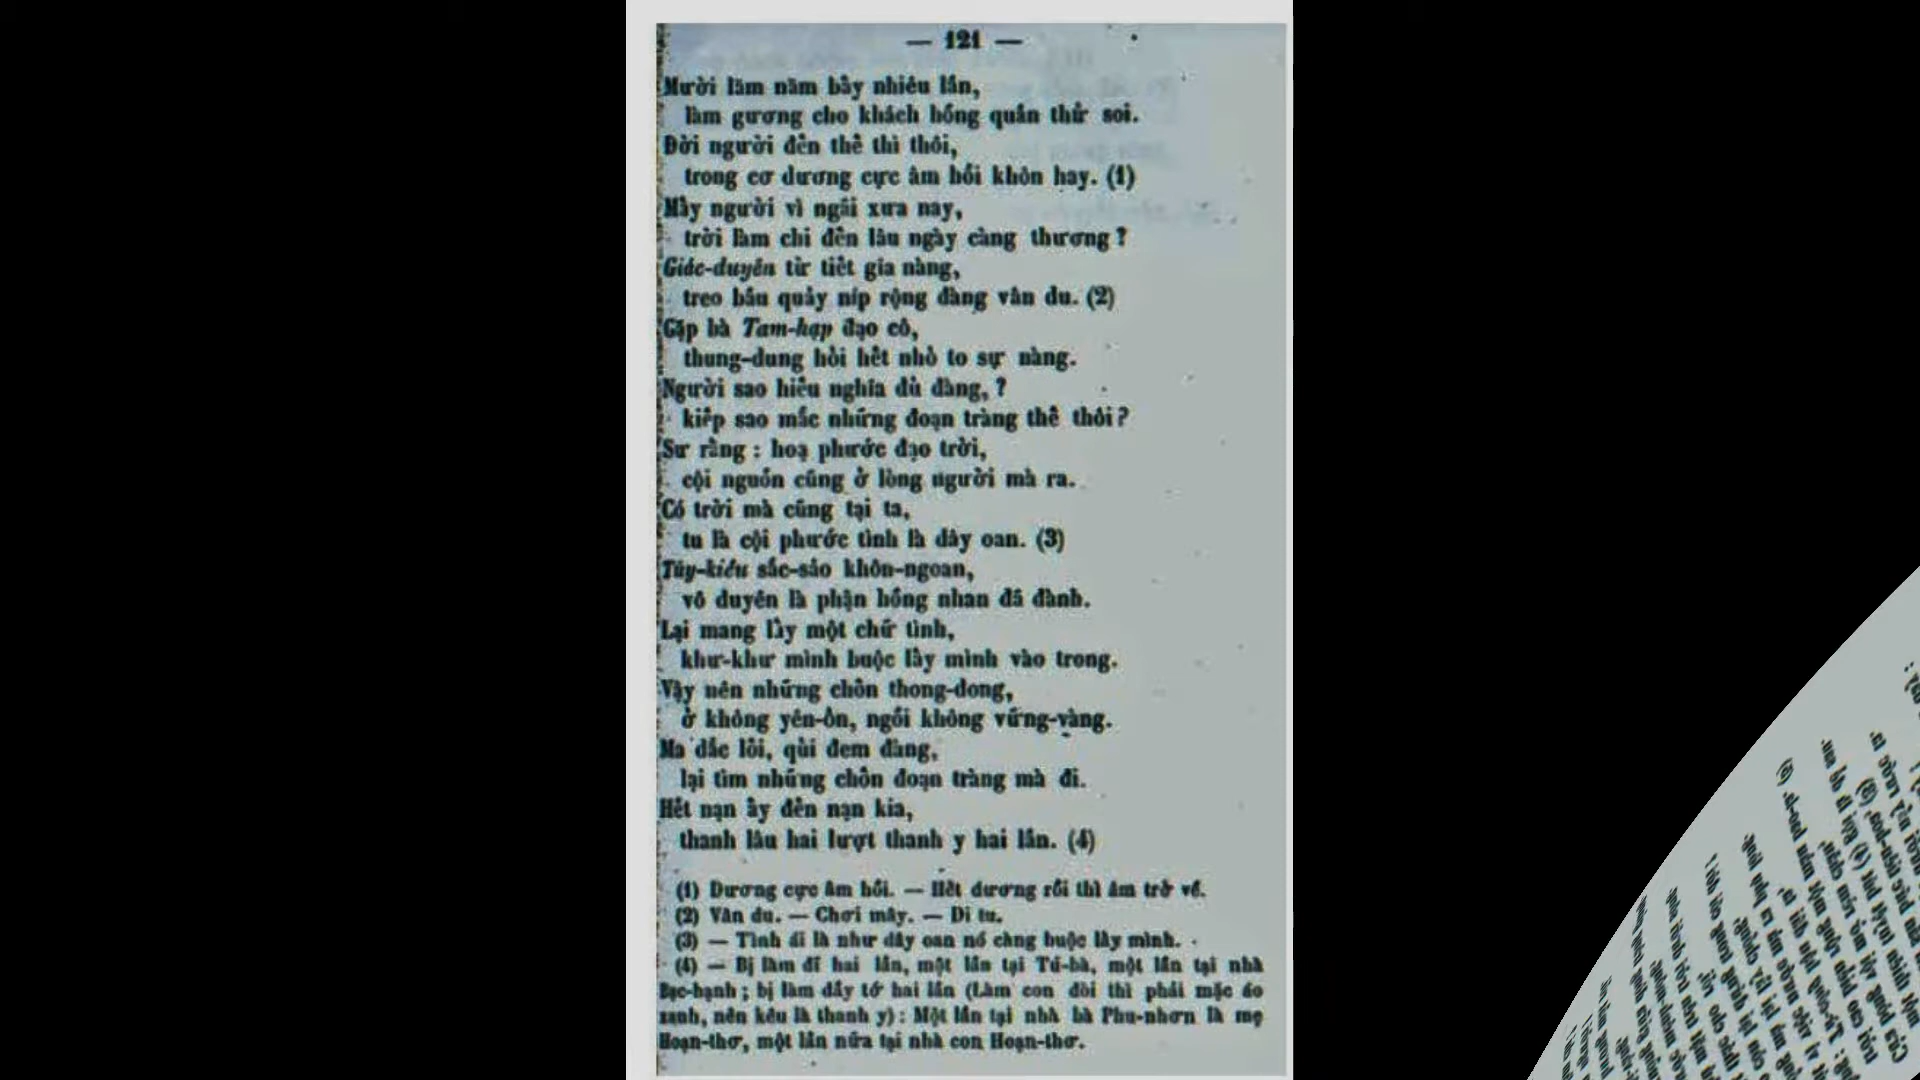 — 121 —
Mười lăm năm bấy nhiêu lần,
làm gương cho khách hồng quần thử soi.
Đời người đến thế thì thôi,
trong cơ dương cực âm hồi khôn hay. (1)
Mấy người vì ngãi xưa nay,
trời làm chi đến lâu ngày càng thương ?
Giác-duyên từ tiết gia nàng,
treo bầu quảy níp rộng đàng vân du. (2)
Gặp bà Tam-hạp đạo cô,
thung-dung hỏi hết nhỏ to sự nàng.
Người sao hiếu nghĩa đủ đàng, ?
kiếp sao mắc những đoạn tràng thế thôi ?
Sư rằng : hoạ phước đạo trời,
cội nguồn cũng ở lòng người mà ra.
Có trời mà cũng tại ta,
tu là cội phước tình là dây oan. (3)
Túy-kiều sắc-sảo khôn-ngoan,
vô duyên là phận hồng nhan đã đành.
Lại mang lấy một chữ tình,
khư-khư mình buộc lấy mình vào trong.
Vậy nên những chốn thong-dong,
ở không yên-ổn, ngồi không vững-vàng.
Ma dắc lối, qủi đem đàng,
lại tìm những chốn đoạn tràng mà đi.
Hết nạn ấy đến nạn kia,
thanh lâu hai lượt thanh y hai lần. (4)
(1) Dương cực âm hồi. — Hết dương rồi thì âm trở về.
(2) Vân du. — Chơi mây. — Đi tu.
(3) — Tình ái là như dây oan nó càng buộc lấy mình.
(4) — Bị làm đĩ hai lần, một lần tại Tú-bà, một lần tại nhà
Bạc-hạnh ; bị làm đầy tớ hai lần (Làm con đòi thì phải mặc áo
xanh, nên kêu là thanh y) : Một lần tại nhà bà Phu-nhơn là mẹ
Hoạn-thơ, một lần nữa tại nhà con Hoạn-thơ.